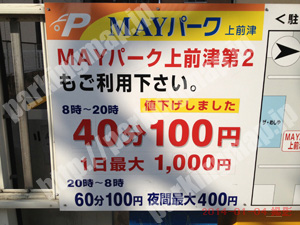 P MAYパーク 上前津
MAYパーク上前津第2
もご利用下さい。
8時～20時 値下げしました
40分100円
1日最大 1,000円
20時～8時
60分100円 夜間最大400円